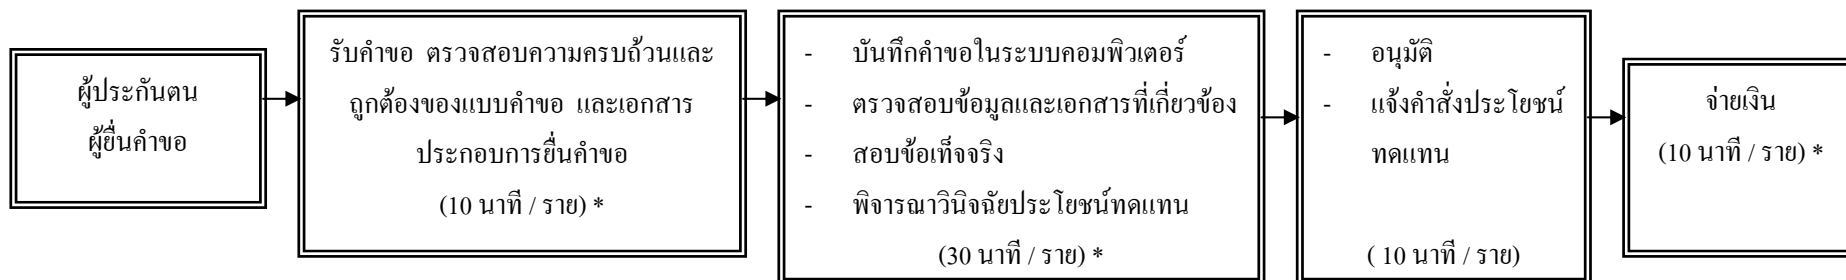 ผู้ประกันตน
ผู้ยื่นคำขอ
รับคำขอ ตรวจสอบความครบถ้วนและ
ถูกต้องของแบบคำขอ และเอกสาร
ประกอบการยื่นคำขอ
(10 นาที / ราย) *
- บันทึกคำขอในระบบคอมพิวเตอร์
- ตรวจสอบข้อมูลและเอกสารที่เกี่ยวข้อง
- สอบข้อเท็จจริง
- พิจารณาวินิจฉัยประโยชน์ทดแทน
(30 นาที / ราย) *
- อนุมัติ
- แจ้งคำสั่งประโยชน์
ทดแทน
( 10 นาที / ราย)
จ่ายเงิน
(10 นาที / ราย) *